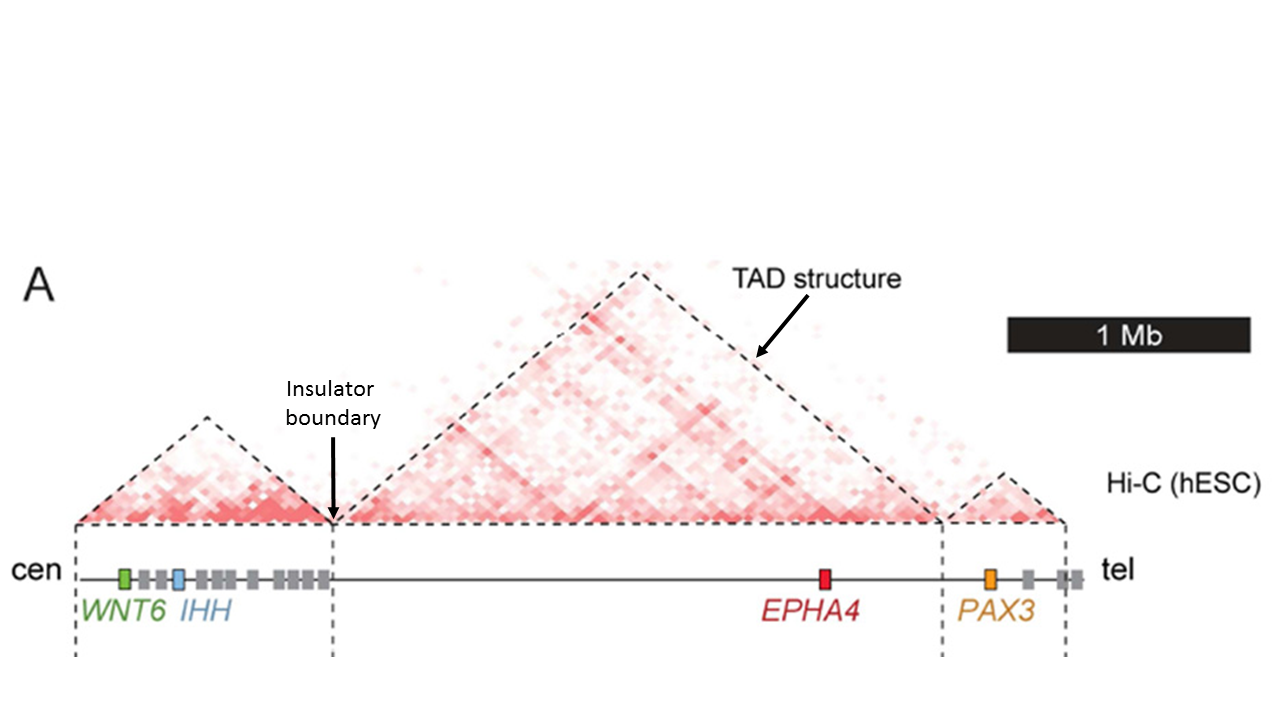 A
TAD structure
1 Mb
Insulator
boundary
Hi-C (hESC)
cen
tel
WNT6 IHH
EPHA4
PAX3